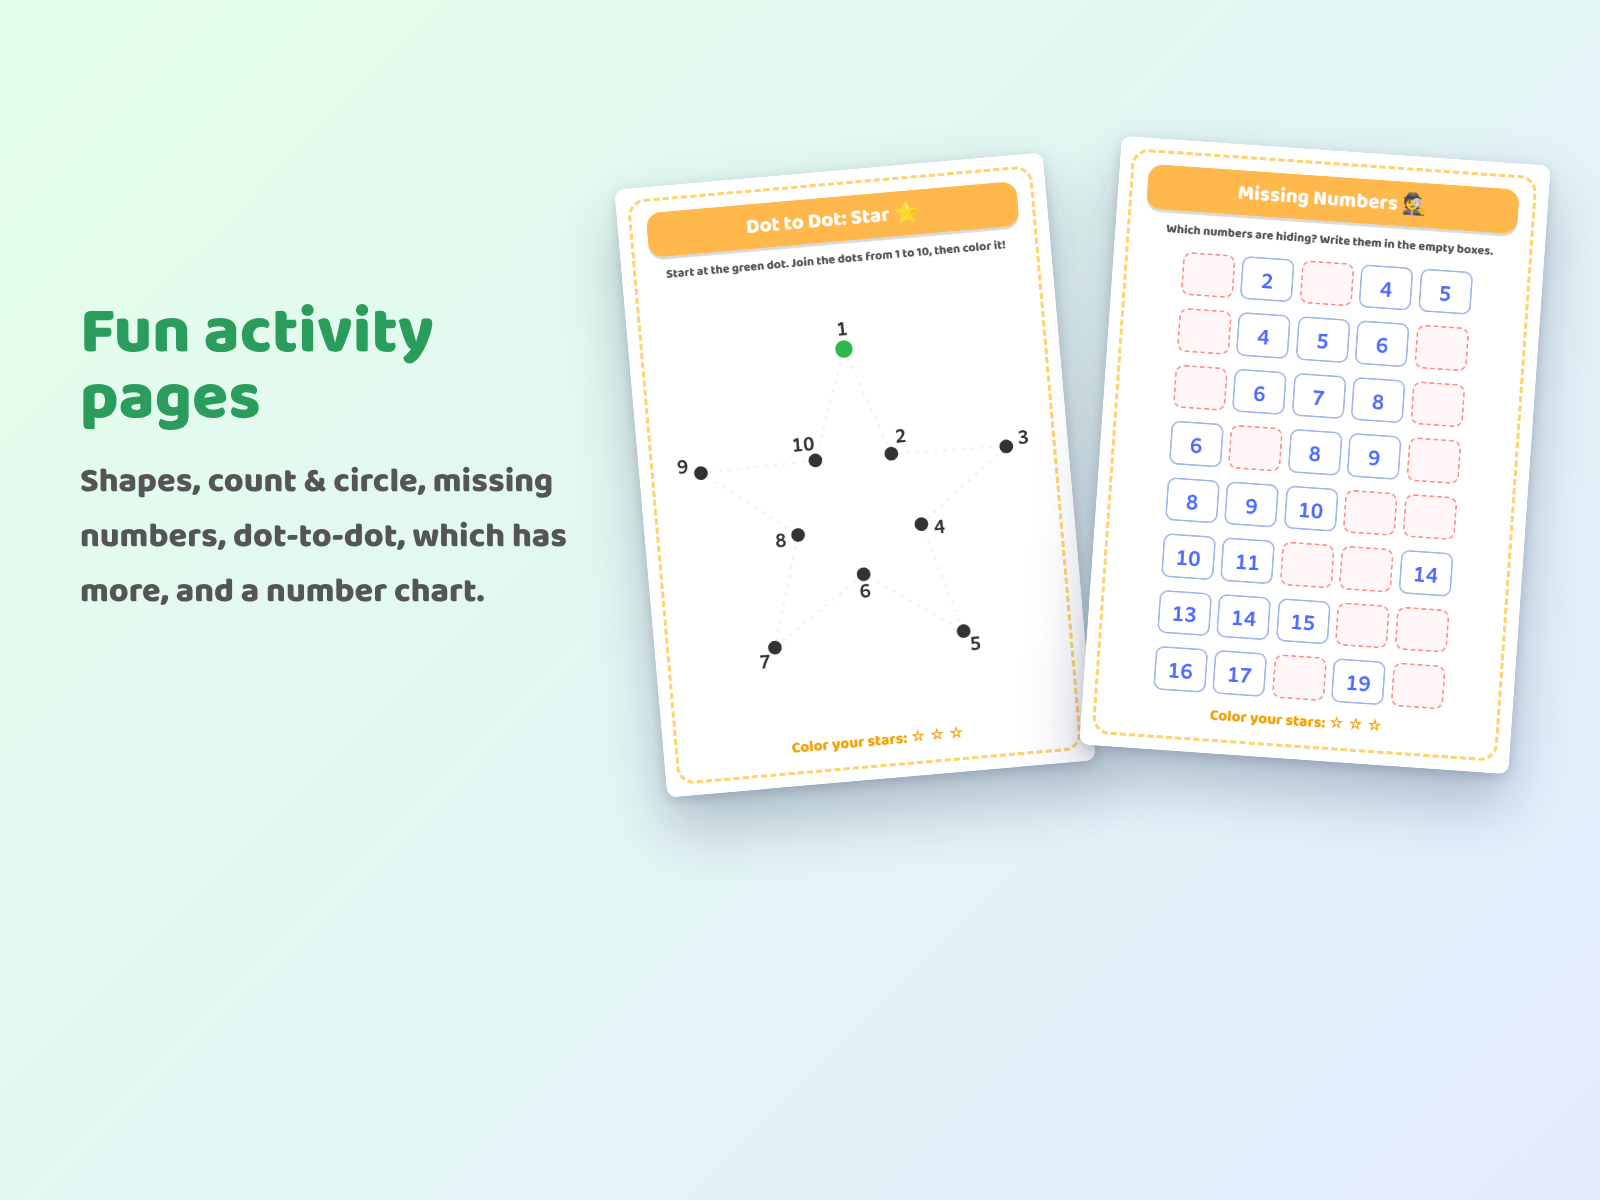 Fun activity
pages
Shapes, count & circle, missing
numbers, dot-to-dot, which has
more, and a number chart.
Dot to Dot: Star ⭐
Start at the green dot. Join the dots from 1 to 10, then color it!
1
10
2
3
9
8
4
6
5
7
Color your stars: ☆ ☆ ☆
Missing Numbers 🕵️
Which numbers are hiding? Write them in the empty boxes.
2 4 5
4 5 6
6 7 8
6 8 9
8 9 10
10 11 14
13 14 15
16 17 19
Color your stars: ☆ ☆ ☆